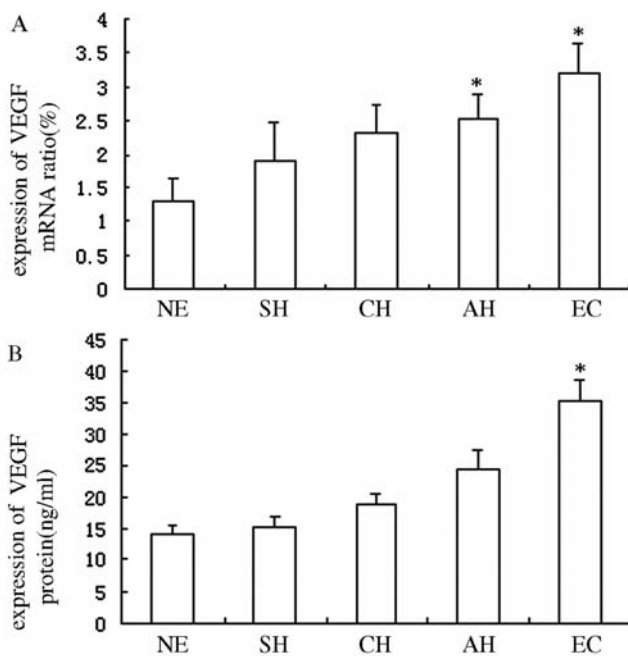 A
expression of VEGF
mRNA ratio(%)
4
3.5
3
2.5
2
1.5
1
0.5
0
*
*
NE SH CH AH EC
B
expression of VEGF
protein(ng/ml)
45
40
35
30
25
20
15
10
5
0
*
NE SH CH AH EC